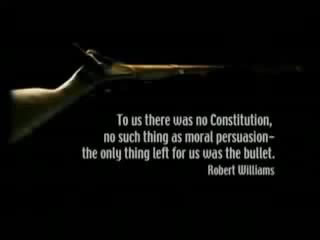 To us there was no Constitution,
no such thing as moral persuasion-
the only thing left for us was the bullet.
Robert Williams